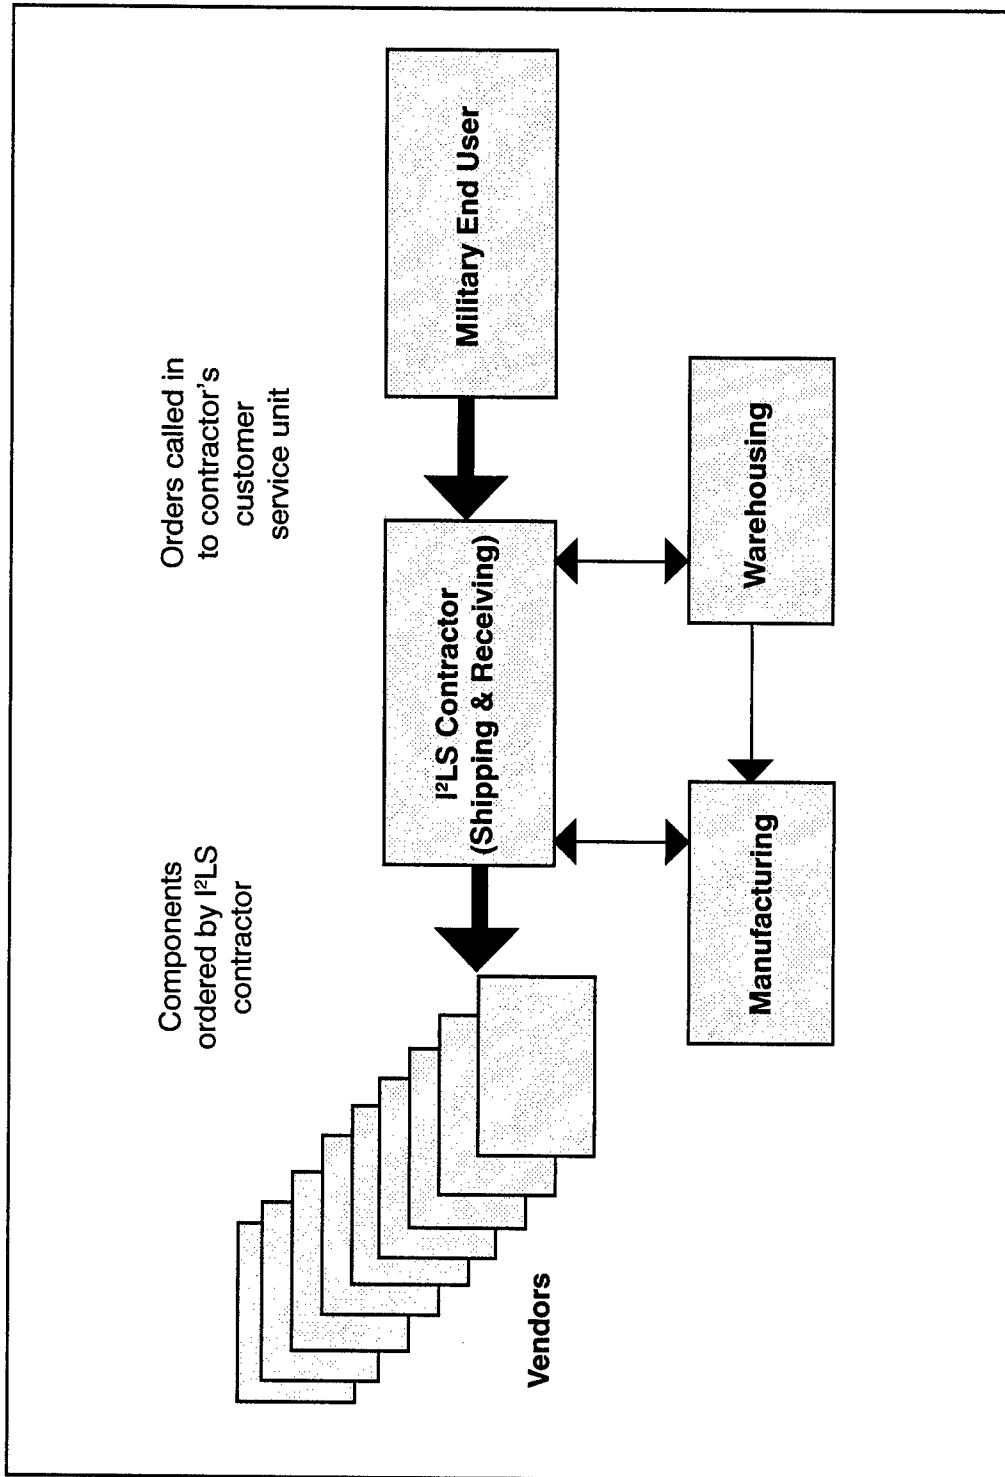 Components
ordered by I²LS
contractor
Orders called in
to contractor's
customer
service unit
Vendors
I²LS Contractor
(Shipping & Receiving)
Military End User
Manufacturing
Warehousing